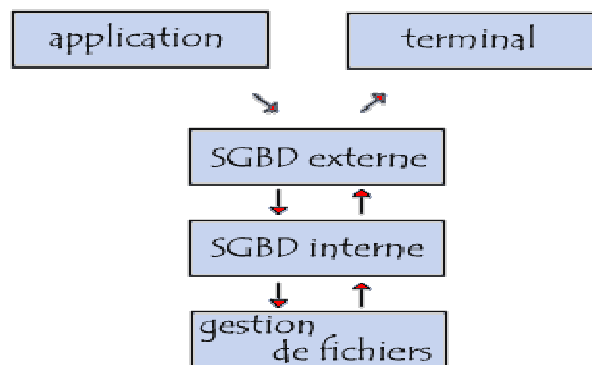 application
terminal
SGBD externe
SGBD interne
gestion
de fichiers